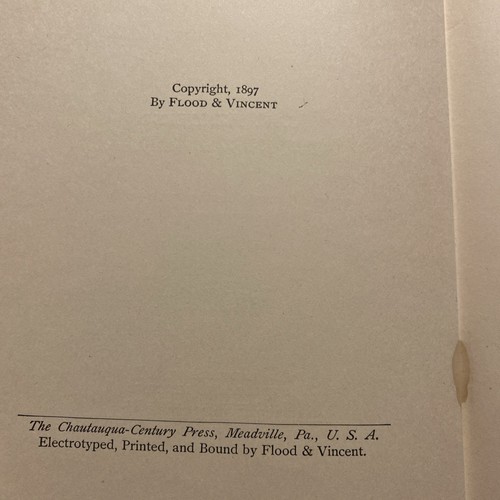 Copyright, 1897
By Flood & Vincent
The Chautauqua-Century Press, Meadville, Pa., U. S. A.
Electrotyped, Printed, and Bound by Flood & Vincent.